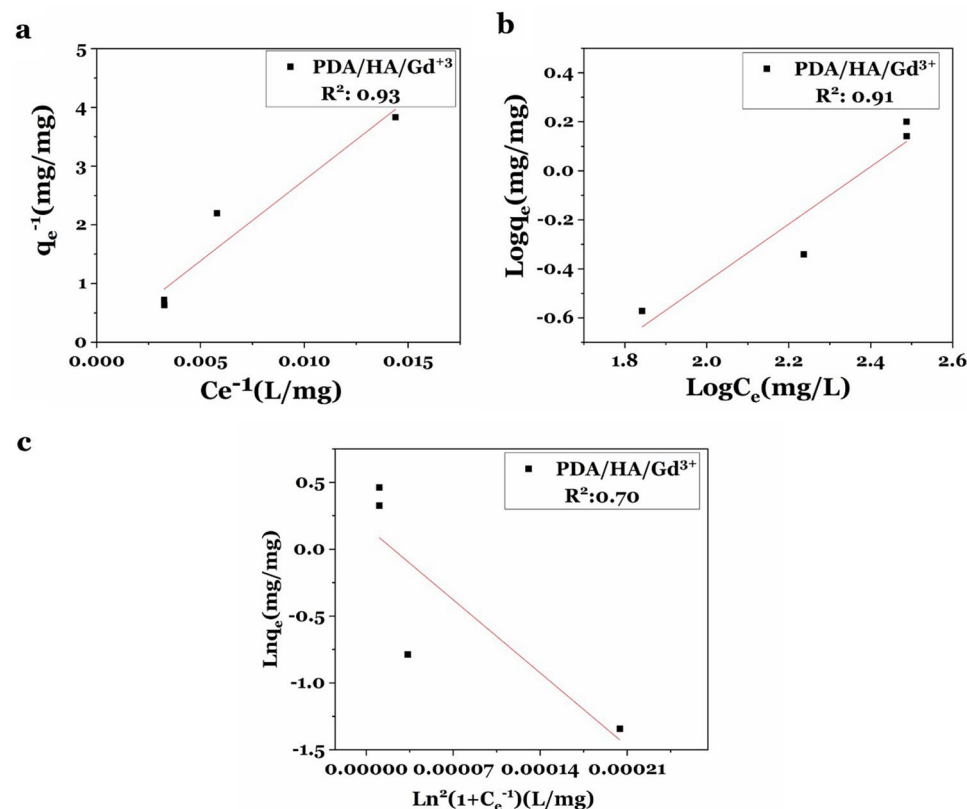 a
PDA/HA/Gd⁺³
R²: 0.93
qₑ⁻¹(mg/mg)
5
4
3
2
1
0
0.000
0.005
0.010
0.015
Ce⁻¹(L/mg)
b
PDA/HA/Gd³⁺
R²: 0.91
Logqₑ(mg/mg)
0.4
0.2
0.0
-0.2
-0.4
-0.6
1.8
2.0
2.2
2.4
2.6
LogCₑ(mg/L)
c
PDA/HA/Gd³⁺
R²:0.70
Lnqₑ(mg/mg)
0.5
0.0
-0.5
-1.0
-1.5
0.00000
0.00007
0.00014
0.00021
Ln²(1+Cₑ⁻¹)(L/mg)